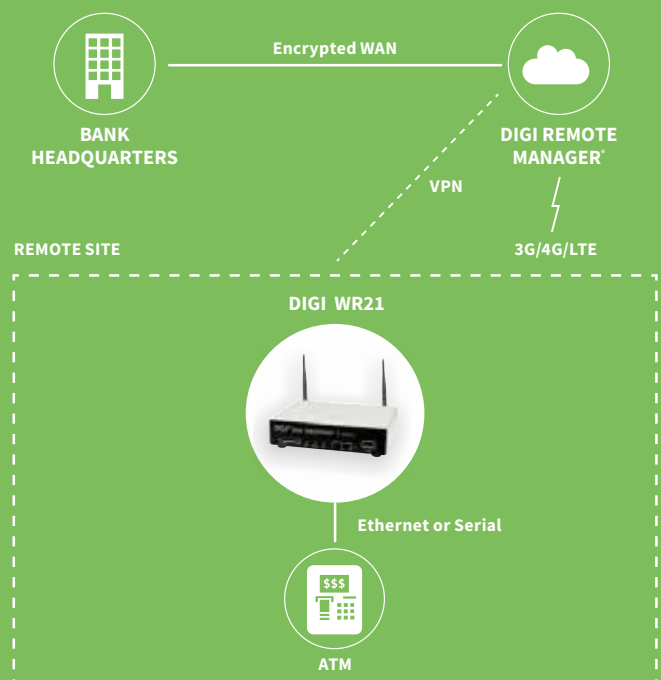 Encrypted WAN
BANK
HEADQUARTERS
DIGI REMOTE
MANAGER®
VPN
REMOTE SITE
3G/4G/LTE
DIGI WR21
Ethernet or Serial
$$$
ATM